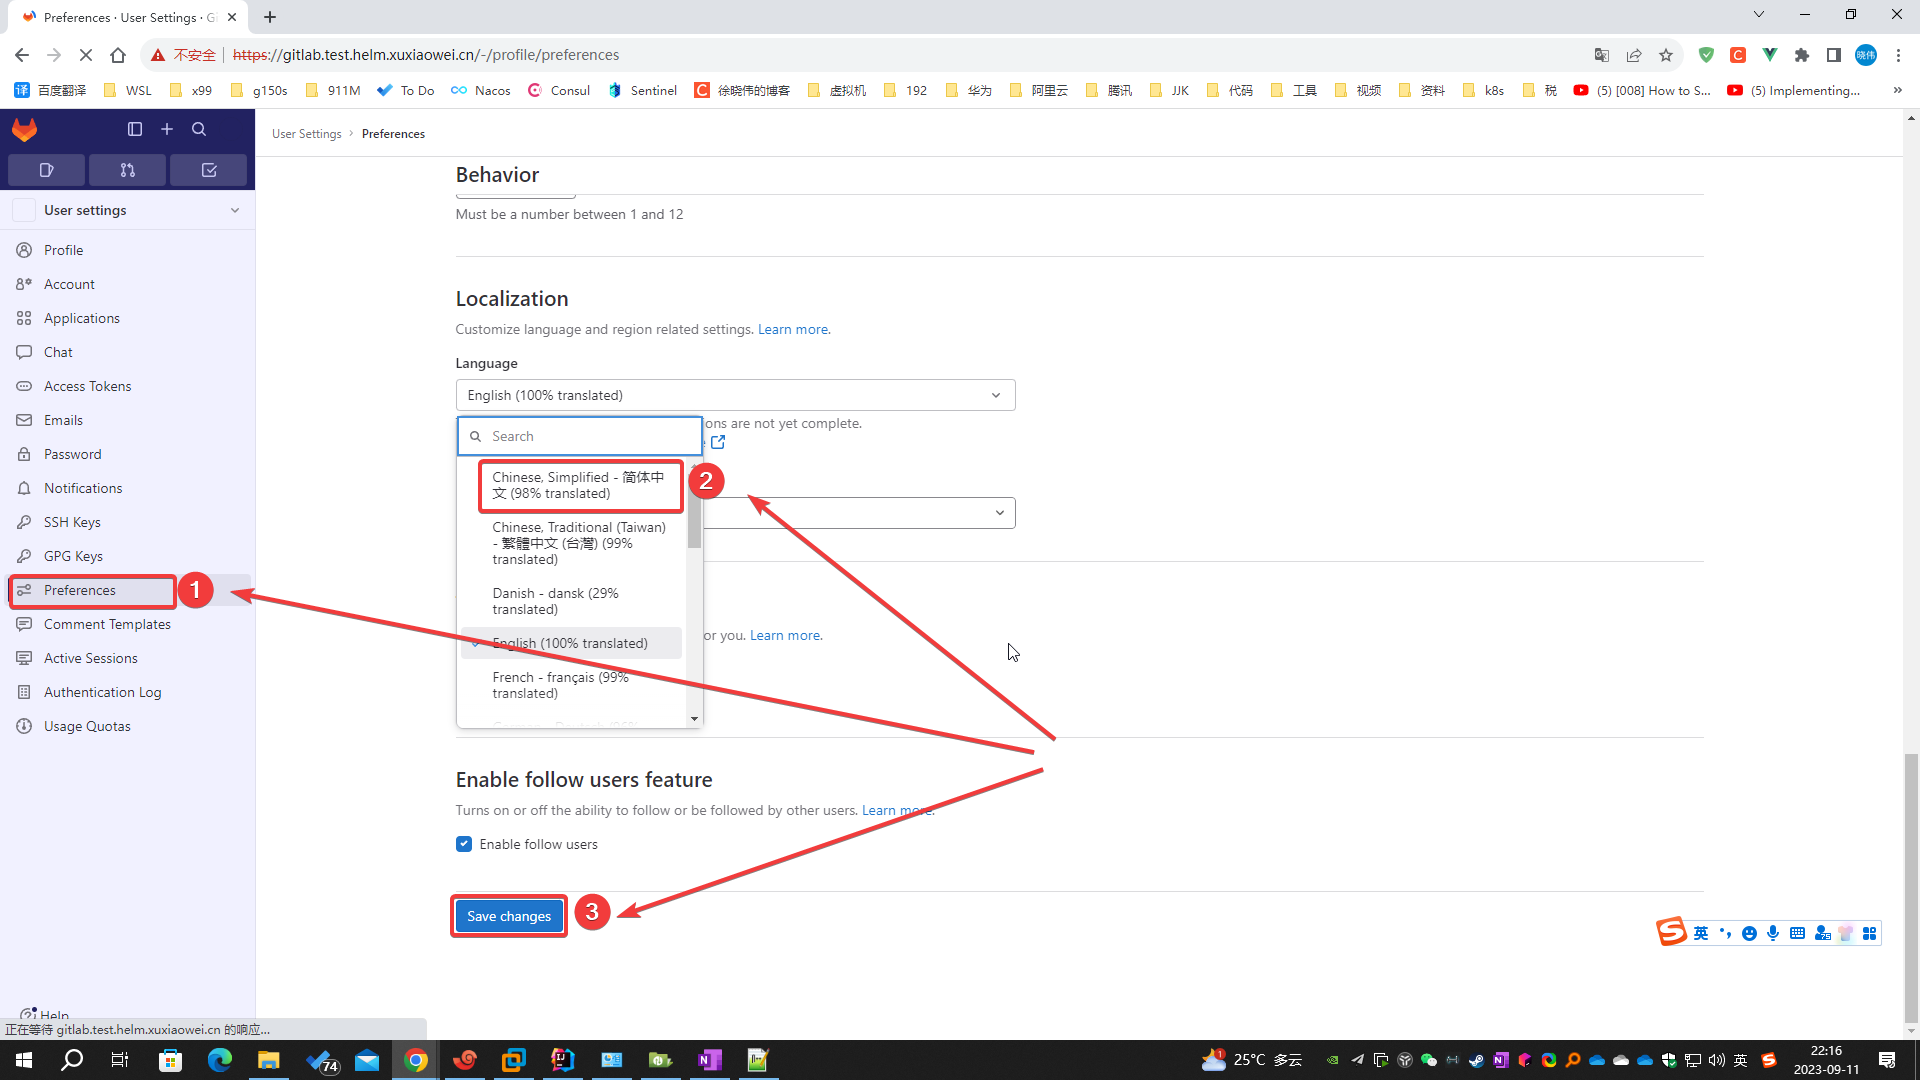 Preferences · User Settings · Gi
不安全
https://gitlab.test.helm.xuxiaowei.cn/-/profile/preferences
晓伟
译 百度翻译
WSL
x99
g150s
911M
To Do
Nacos
Consul
Sentinel
C 徐晓伟的博客
虚拟机
192
华为
阿里云
腾讯
JJK
代码
工具
视频
资料
k8s
税
(5) [008] How to S...
(5) Implementing...
User Settings › Preferences
User settings
Profile
Account
Applications
Chat
Access Tokens
Emails
Password
Notifications
SSH Keys
GPG Keys
Preferences
1
Comment Templates
Active Sessions
Authentication Log
Usage Quotas
Help
Behavior
Must be a number between 1 and 12
Localization
Customize language and region related settings. Learn more.
Language
English (100% translated)
ons are not yet complete.
Search
Chinese, Simplified - 简体中
文 (98% translated)
2
Chinese, Traditional (Taiwan)
- 繁體中文 (台灣) (99%
translated)
Danish - dansk (29%
translated)
English (100% translated)
or you. Learn more.
French - français (99%
translated)
Enable follow users feature
Turns on or off the ability to follow or be followed by other users. Learn more.
Enable follow users
Save changes
3
英
正在等待 gitlab.test.helm.xuxiaowei.cn 的响应...
74
1
25°C 多云
英
22:16
2023-09-11